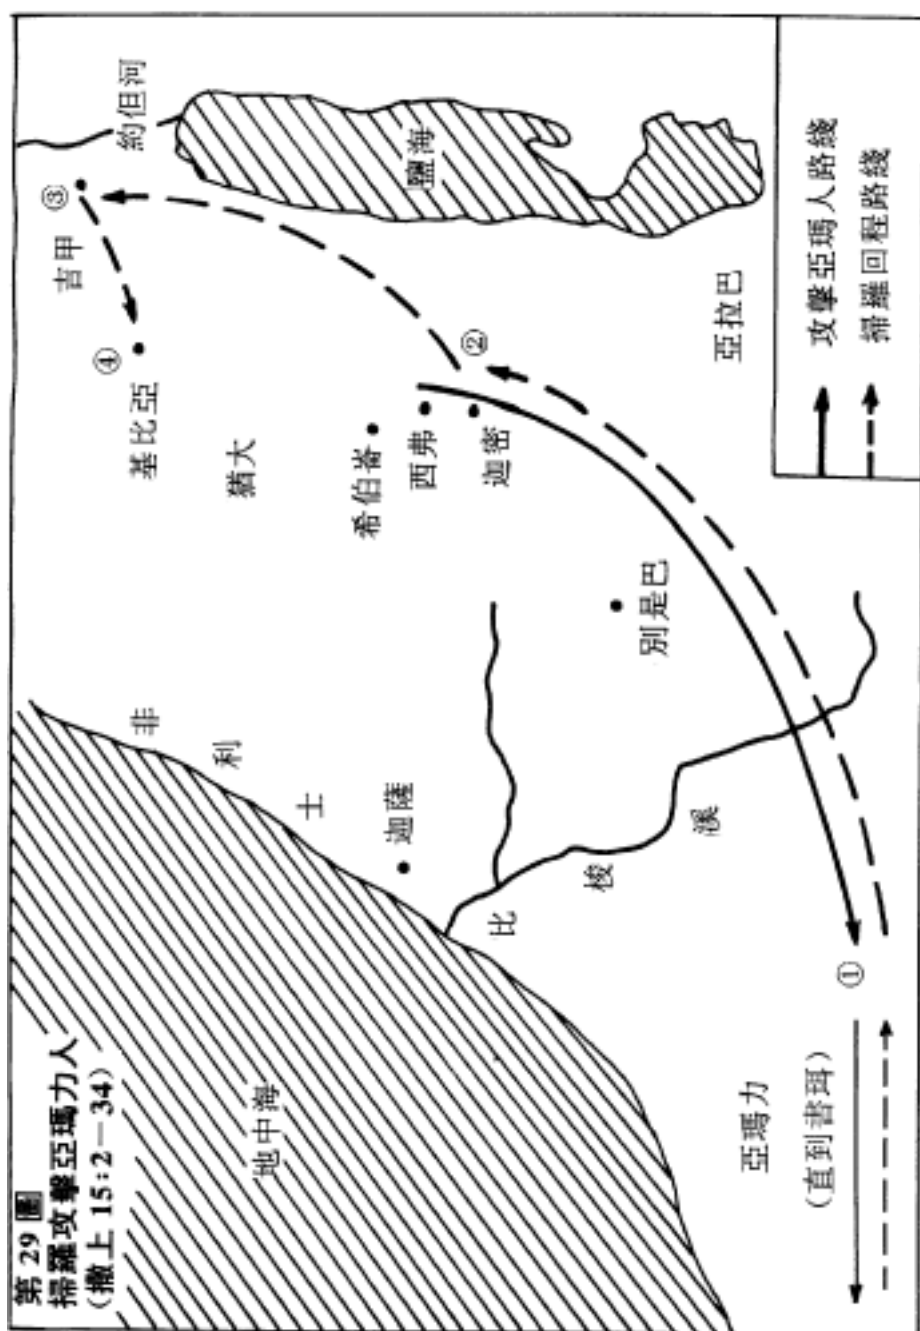 第 29 圖
掃羅攻擊亞瑪力人
(撒上 15:2—34)
地中海
非利士
迦薩
比梭溪
亞瑪力
(直到書珥)
①
別是巴
希伯崙
西弗
迦密
②
猶大
基比亞
④
吉甲
③
約但河
鹽海
亞拉巴
攻擊亞瑪人路綫
掃羅回程路綫